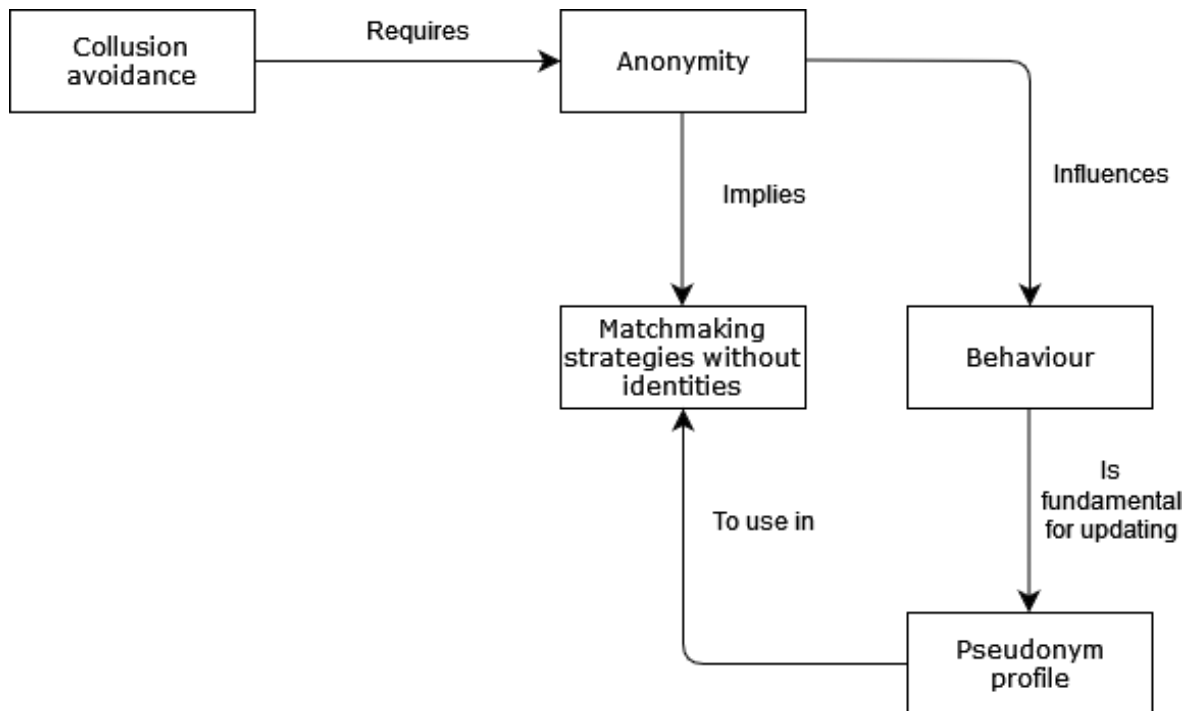 Collusion
avoidance
Requires
Anonymity
Implies
Influences
Matchmaking
strategies without
identities
Behaviour
To use in
Is
fundamental
for updating
Pseudonym
profile